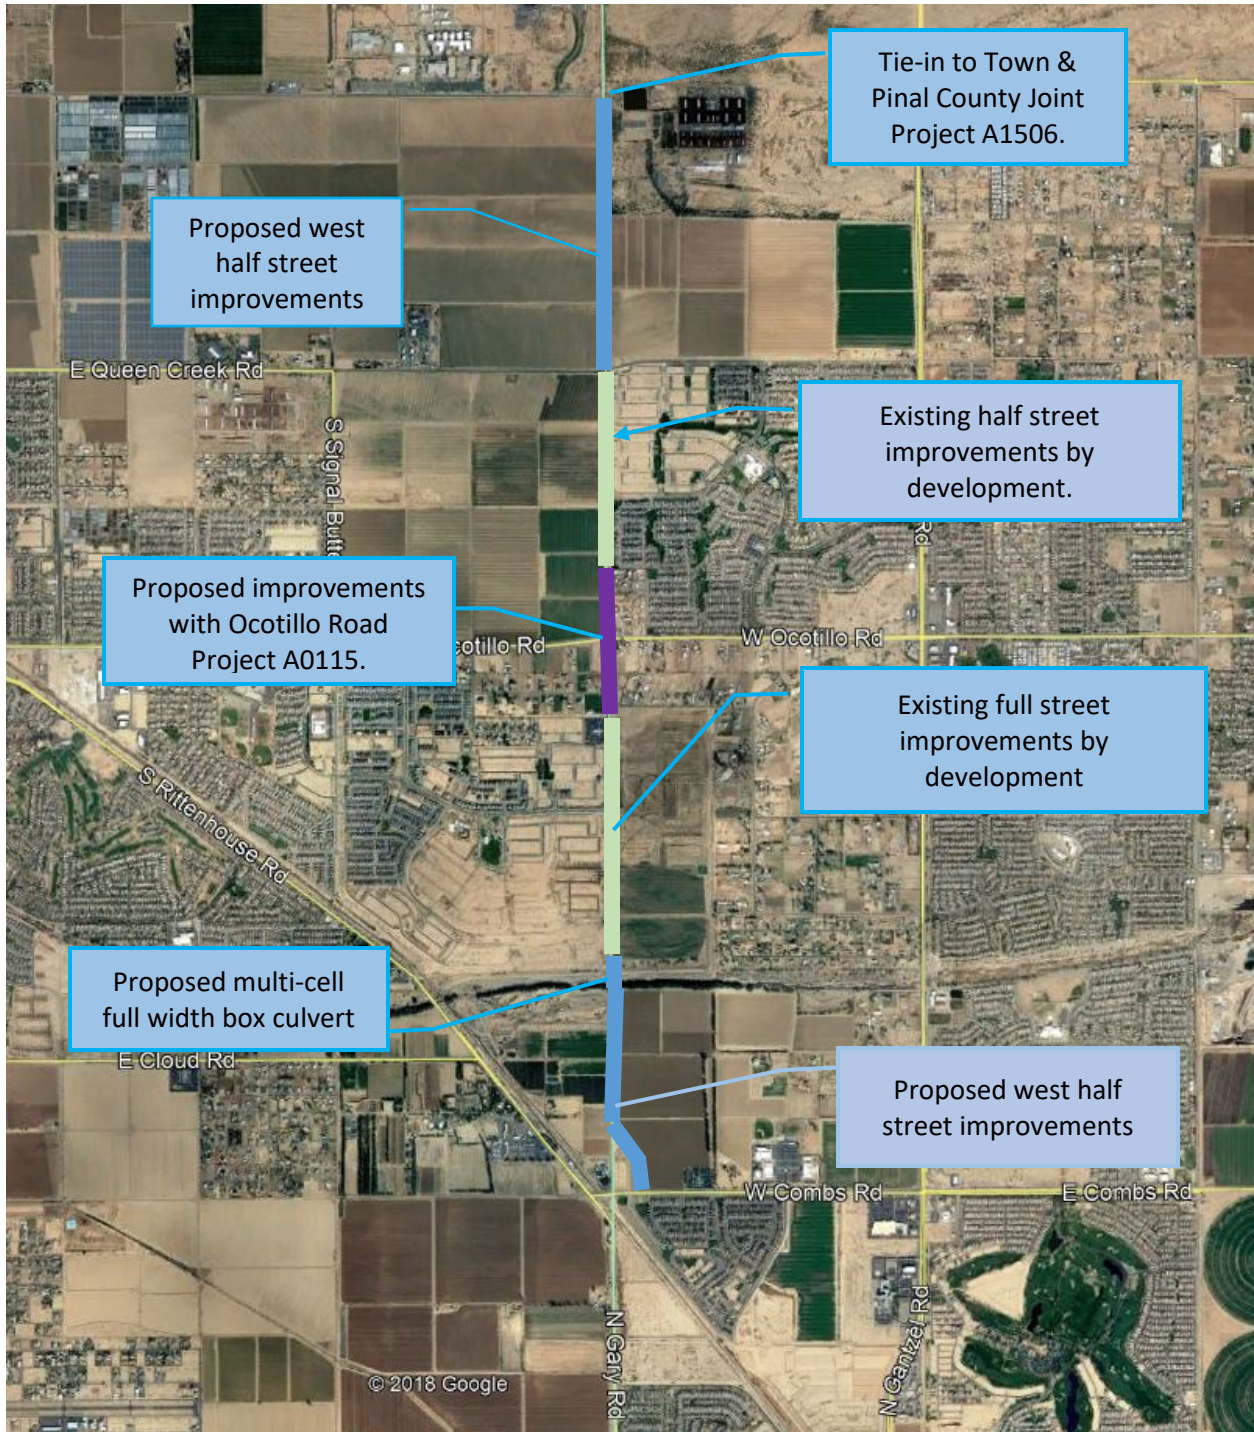 Tie-in to Town &
Pinal County Joint
Project A1506.
Proposed west
half street
improvements
E Queen Creek Rd
S Signal Butte
Existing half street
improvements by
development.
Rd
Proposed improvements
with Ocotillo Road
Project A0115.
cotillo Rd
W Ocotillo Rd
Existing full street
improvements by
development
S Rittenhouse Rd
Proposed multi-cell
full width box culvert
E Cloud Rd
Proposed west half
street improvements
W Combs Rd
E Combs Rd
N Gary Rd
N Gantzel Rd
© 2018 Google